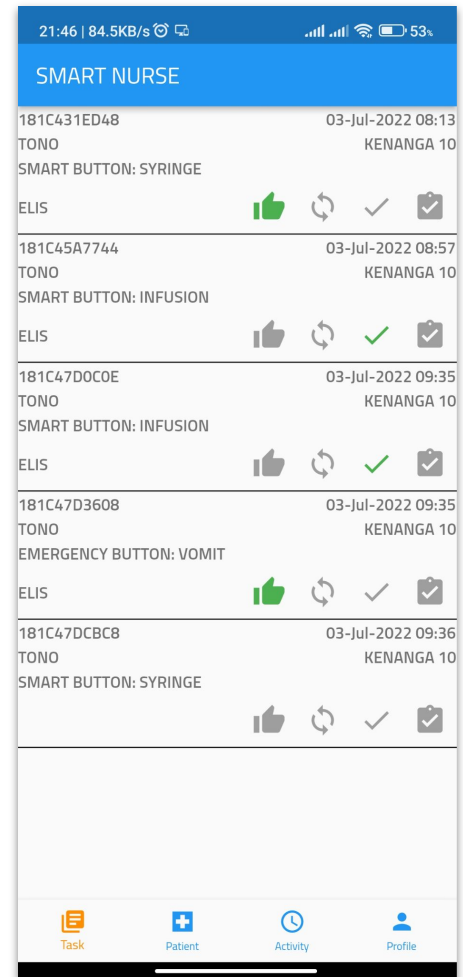 21:46 | 84.5KB/s 53%
SMART NURSE
181C431ED48 03-Jul-2022 08:13
TONO KENANGA 10
SMART BUTTON: SYRINGE
ELIS
181C45A7744 03-Jul-2022 08:57
TONO KENANGA 10
SMART BUTTON: INFUSION
ELIS
181C47D0C0E 03-Jul-2022 09:35
TONO KENANGA 10
SMART BUTTON: INFUSION
ELIS
181C47D3608 03-Jul-2022 09:35
TONO KENANGA 10
EMERGENCY BUTTON: VOMIT
ELIS
181C47DCBC8 03-Jul-2022 09:36
TONO KENANGA 10
SMART BUTTON: SYRINGE
Task Patient Activity Profile